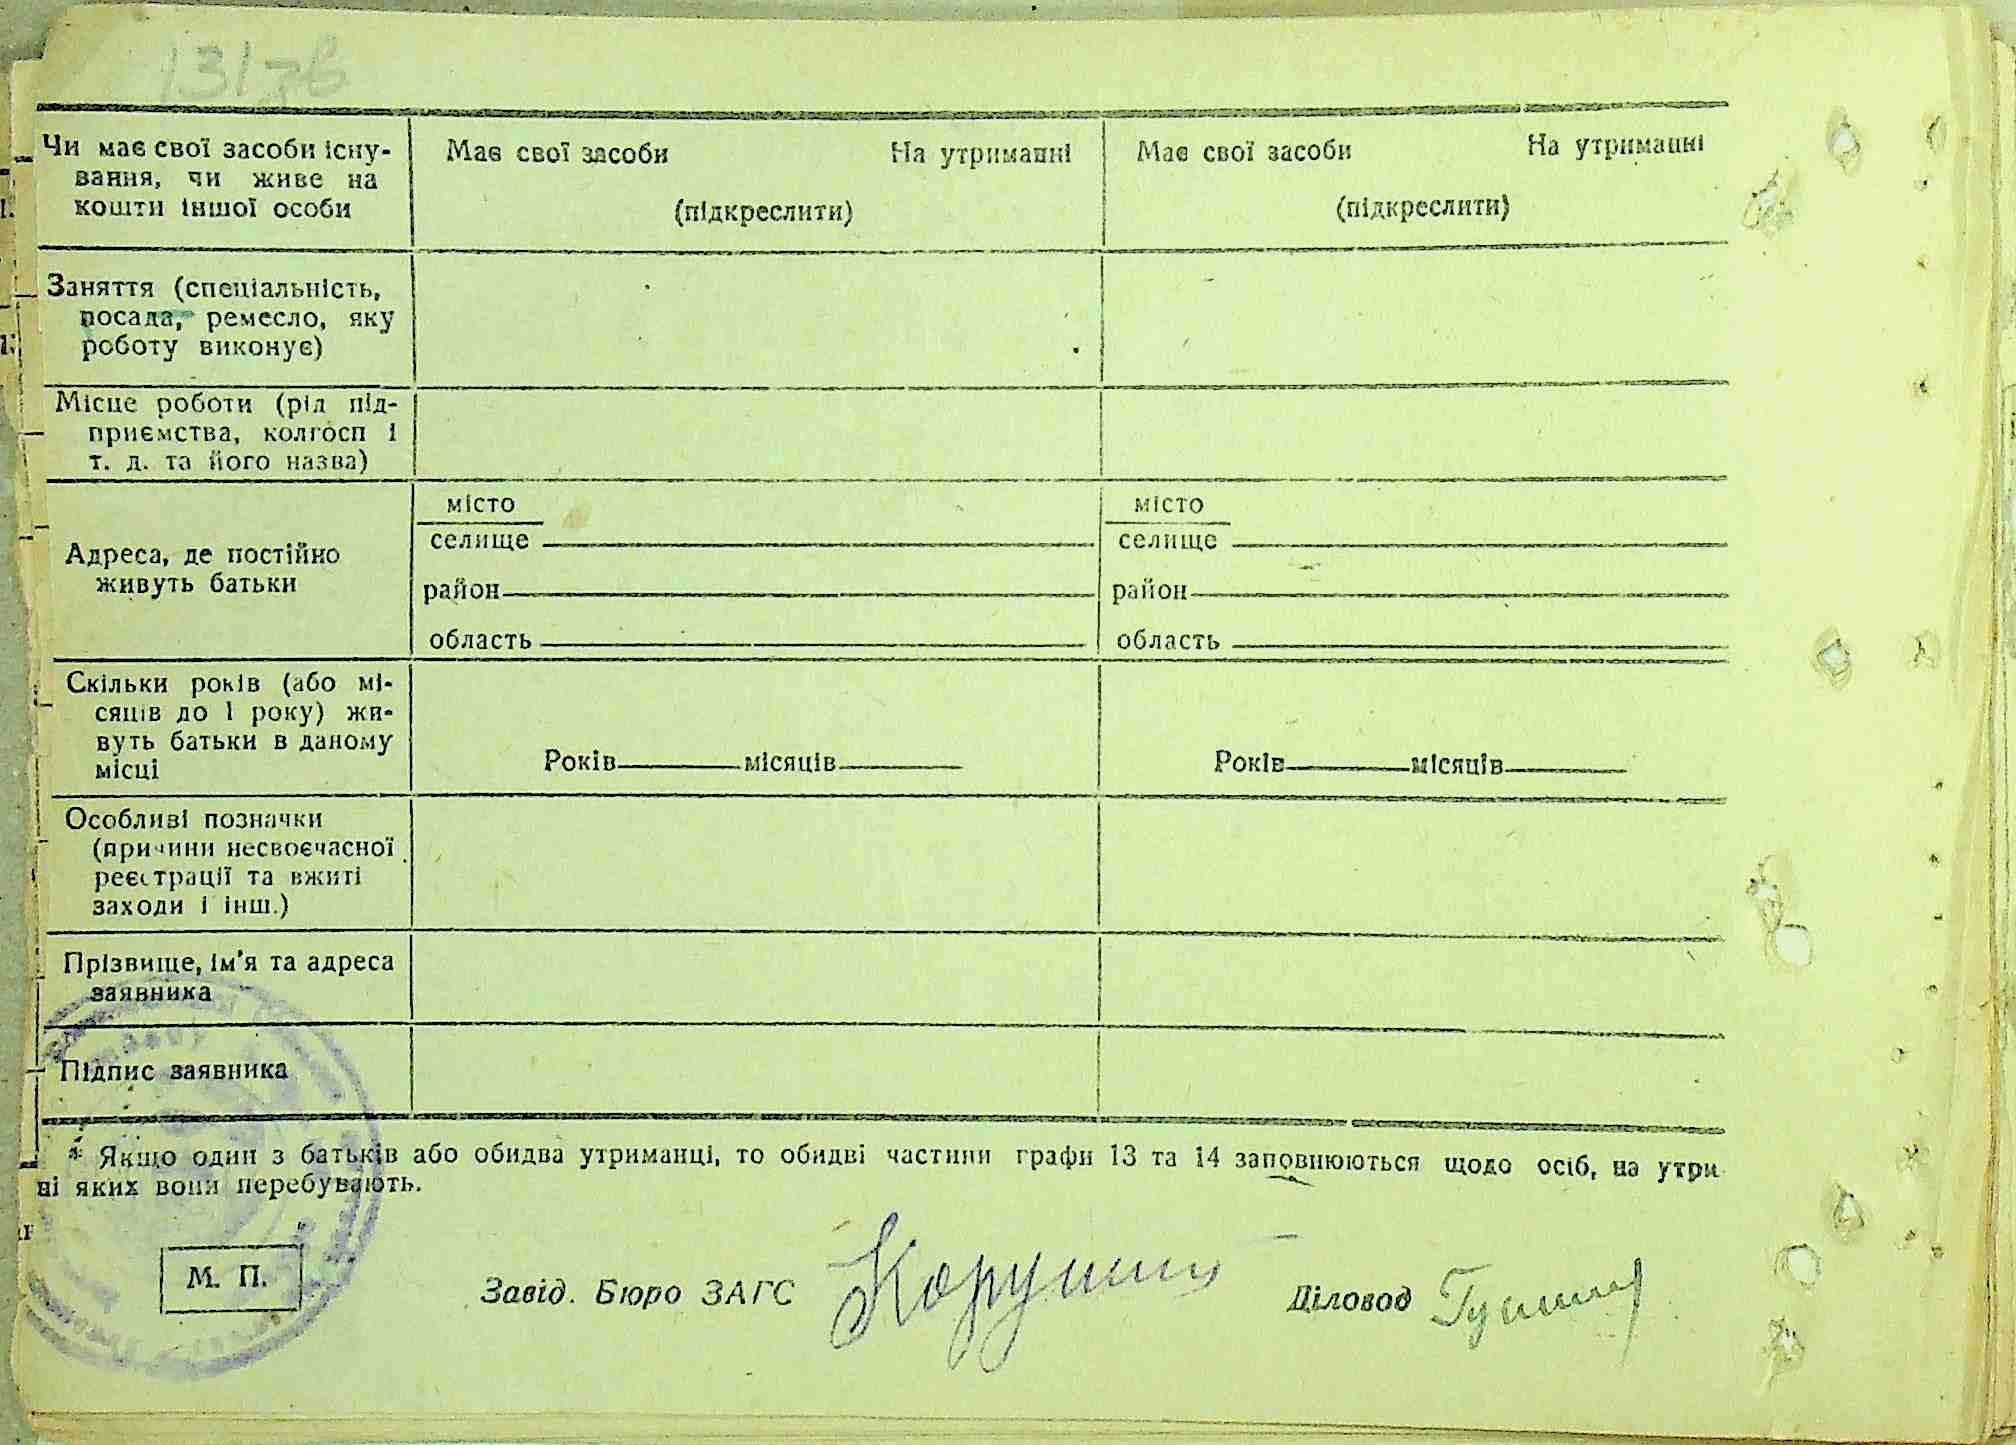 131 зв
Чи має свої засоби існу-
вання, чи живе на
кошти іншої особи
Має свої засоби На утриманні
(підкреслити)
Має свої засоби На утриманні
(підкреслити)
Заняття (спеціальність,
посада, ремесло, яку
роботу виконує)
Місце роботи (рід під-
приємства, колгосп і
т. д. та його назва)
Адреса, де постійно
живуть батьки
місто
селище
район
область
місто
селище
район
область
Скільки років (або мі-
сяців до 1 року) жи-
вуть батьки в даному
місці
Років місяців
Років місяців
Особливі позначки
(причини несвоєчасної
реєстрації та вжиті
заходи і інш.)
Прізвище, ім'я та адреса
заявника
Підпис заявника
* Якщо один з батьків або обидва утриманці, то обидві частини графи 13 та 14 заповнюються щодо осіб, на утри
ні яких вони перебувають.
М. П.
Завід. Бюро ЗАГС
Діловод